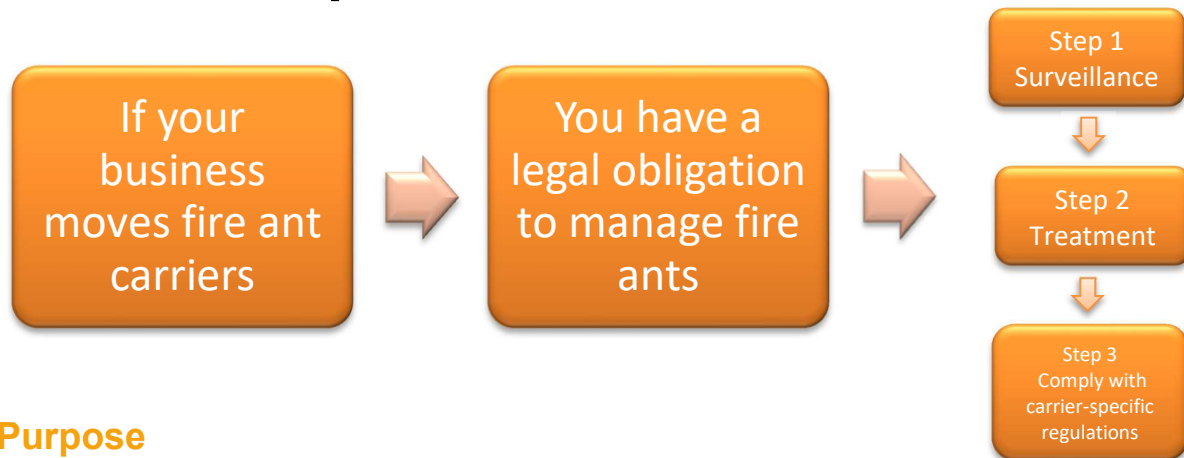 If your
business
moves fire ant
carriers
You have a
legal obligation
to manage fire
ants
Step 1
Surveillance
Step 2
Treatment
Step 3
Comply with
carrier-specific
regulations
Purpose